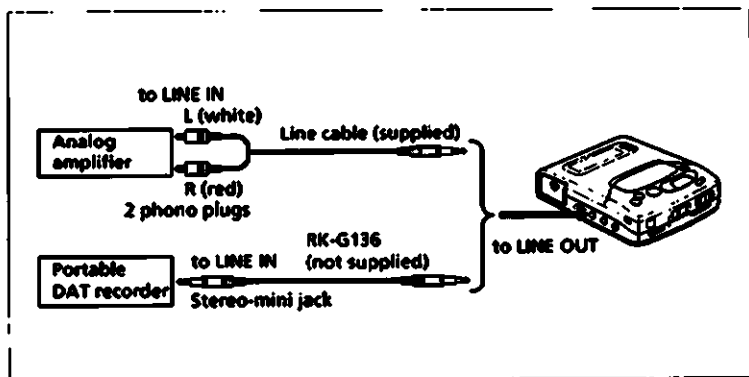 to LINE IN
L (white)
Analog
amplifier
Line cable (supplied)
R (red)
2 phono plugs
to LINE OUT
RK-G136
(not supplied)
Portable
DAT recorder
to LINE IN
Stereo-mini jack